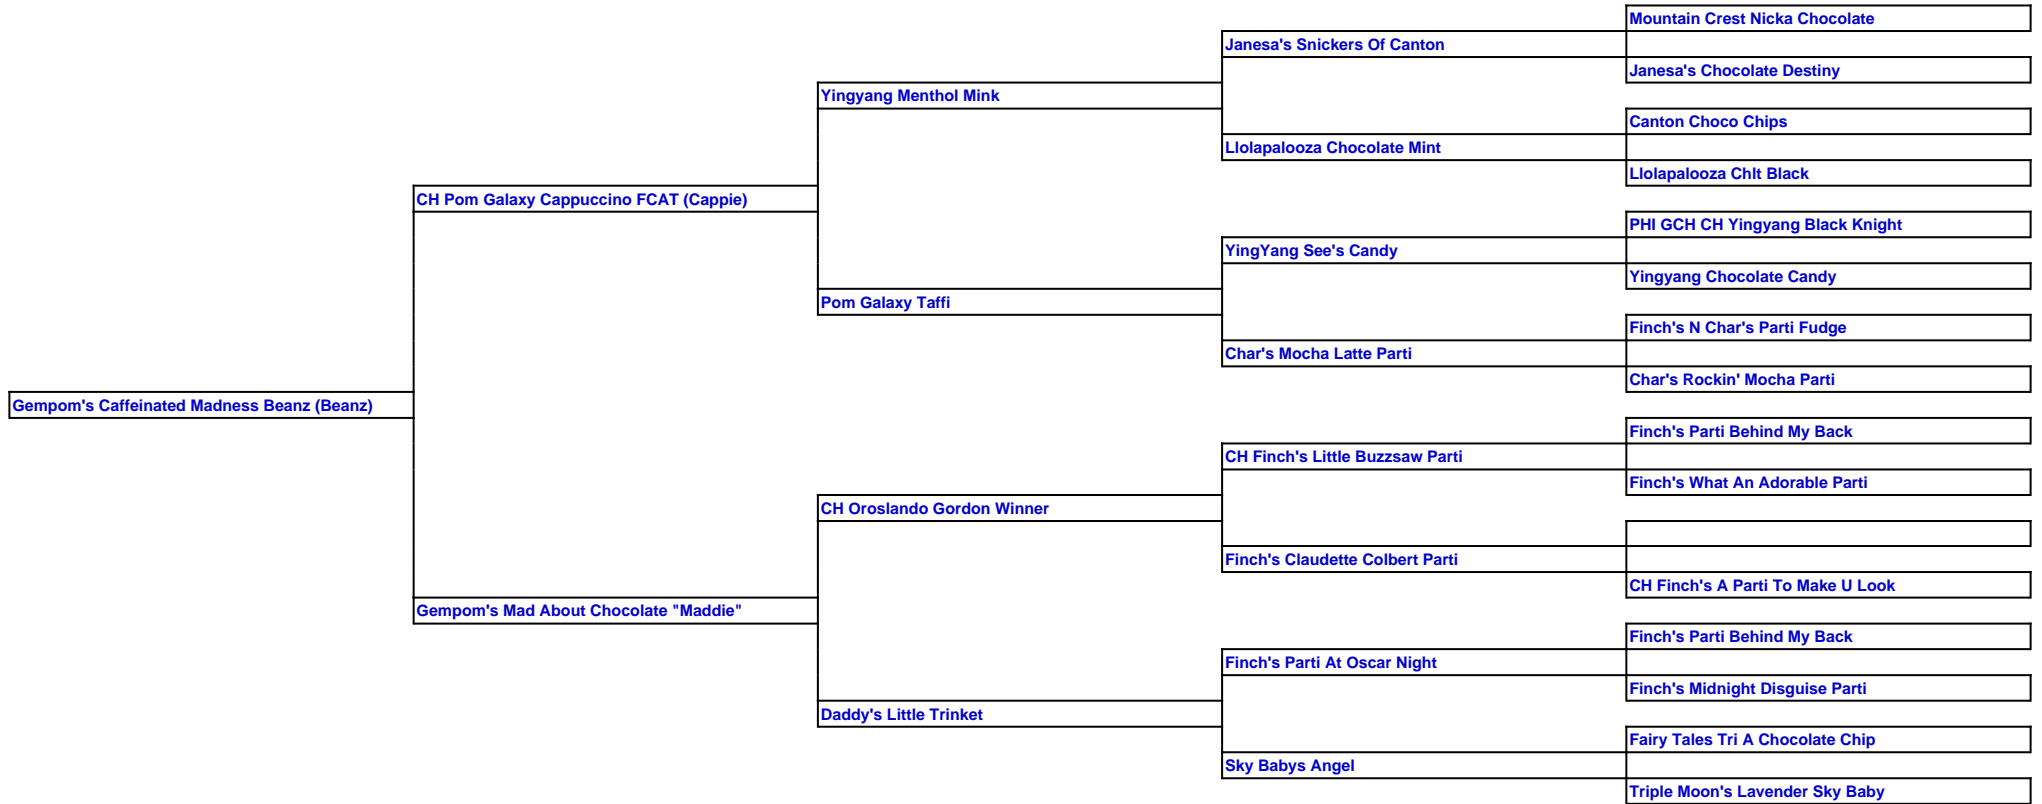 Mountain Crest Nicka Chocolate
Janesa's Snickers Of Canton
Janesa's Chocolate Destiny
Yingyang Menthol Mink
Canton Choco Chips
Llolapalooza Chocolate Mint
Llolapalooza Chlt Black
CH Pom Galaxy Cappuccino FCAT (Cappie)
PHI GCH CH Yingyang Black Knight
YingYang See's Candy
Yingyang Chocolate Candy
Pom Galaxy Taffi
Finch's N Char's Parti Fudge
Char's Mocha Latte Parti
Char's Rockin' Mocha Parti
Gempom's Caffeinated Madness Beanz (Beanz)
Finch's Parti Behind My Back
CH Finch's Little Buzzsaw Parti
Finch's What An Adorable Parti
CH Oroslando Gordon Winner
Finch's Claudette Colbert Parti
CH Finch's A Parti To Make U Look
Gempom's Mad About Chocolate "Maddie"
Finch's Parti Behind My Back
Finch's Parti At Oscar Night
Finch's Midnight Disguise Parti
Daddy's Little Trinket
Fairy Tales Tri A Chocolate Chip
Sky Babys Angel
Triple Moon's Lavender Sky Baby